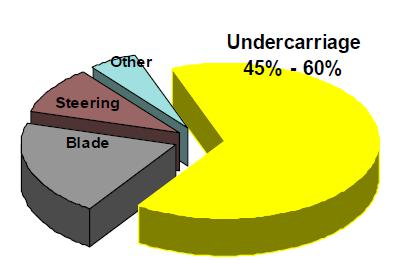 Undercarriage
45% - 60%
Other
Steering
Blade